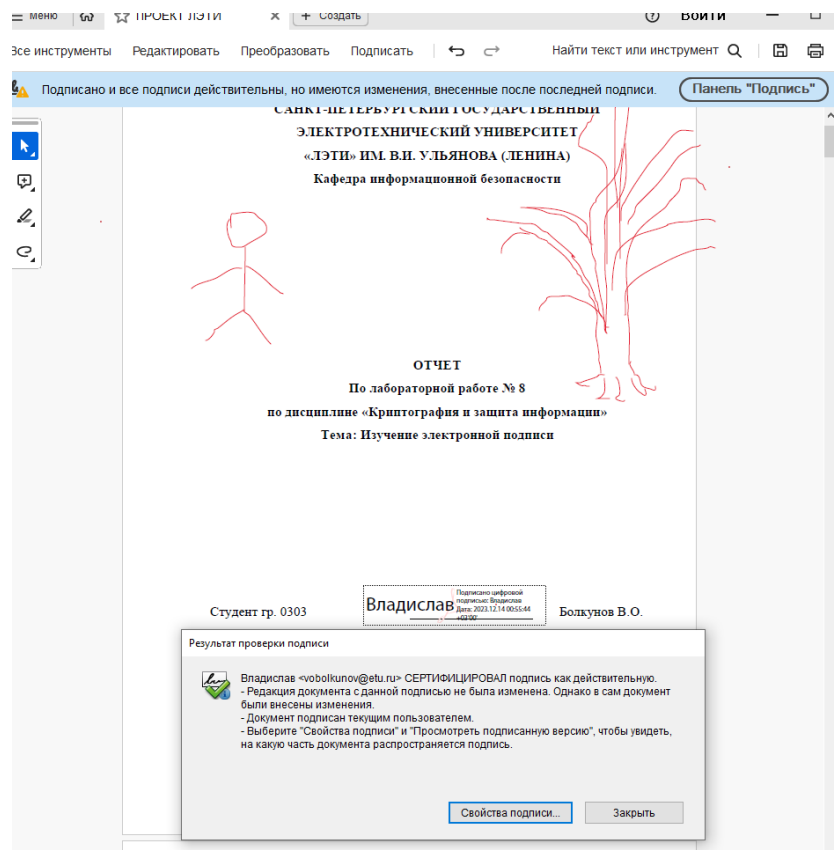 Меню
ПРОЕКТ ЛЭТИ
+ Создать
Войти
Все инструменты Редактировать Преобразовать Подписать Найти текст или инструмент
Подписано и все подписи действительны, но имеются изменения, внесенные после последней подписи. Панель "Подпись"
САНКТ-ПЕТЕРБУРГСКИЙ ГОСУДАРСТВЕННЫЙ
ЭЛЕКТРОТЕХНИЧЕСКИЙ УНИВЕРСИТЕТ
«ЛЭТИ» ИМ. В.И. УЛЬЯНОВА (ЛЕНИНА)
Кафедра информационной безопасности
ОТЧЕТ
По лабораторной работе № 8
по дисциплине «Криптография и защита информации»
Тема: Изучение электронной подписи
Студент гр. 0303
Владислав
Подписано цифровой
подписью: Владислав
Дата: 2023.12.14 00:55:44
+03'00'
Болкунов В.О.
Результат проверки подписи
Владислав <vobolkunov@etu.ru> СЕРТИФИЦИРОВАЛ подпись как действительную.
- Редакция документа с данной подписью не была изменена. Однако в сам документ
были внесены изменения.
- Документ подписан текущим пользователем.
- Выберите "Свойства подписи" и "Просмотреть подписанную версию", чтобы увидеть,
на какую часть документа распространяется подпись.
Свойства подписи... Закрыть